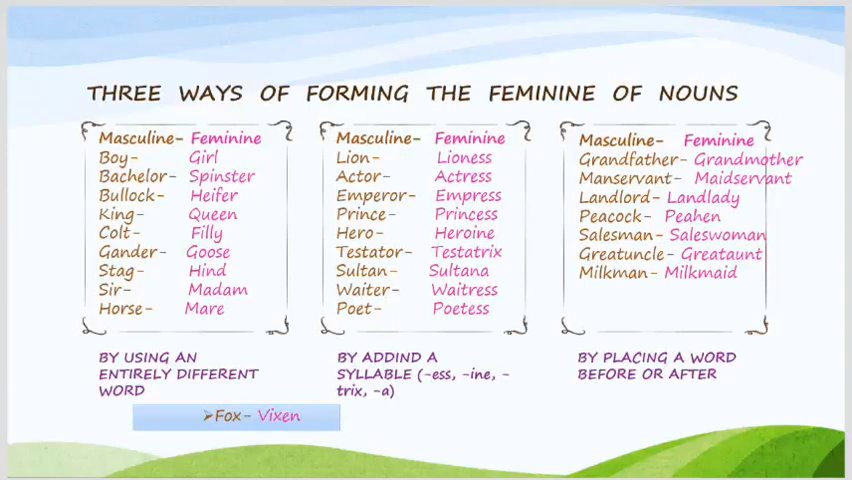 THREE WAYS OF FORMING THE FEMININE OF NOUNS
Masculine- Feminine
Boy- Girl
Bachelor- Spinster
Bullock- Heifer
King- Queen
Colt- Filly
Gander- Goose
Stag- Hind
Sir- Madam
Horse- Mare
BY USING AN
ENTIRELY DIFFERENT
WORD
Masculine- Feminine
Lion- Lioness
Actor- Actress
Emperor- Empress
Prince- Princess
Hero- Heroine
Testator- Testatrix
Sultan- Sultana
Waiter- Waitress
Poet- Poetess
BY ADDIND A
SYLLABLE (-ess, -ine, -
trix, -a)
Masculine- Feminine
Grandfather- Grandmother
Manservant- Maidservant
Landlord- Landlady
Peacock- Peahen
Salesman- Saleswoman
Greatuncle- Greataunt
Milkman- Milkmaid
BY PLACING A WORD
BEFORE OR AFTER
➢Fox- Vixen